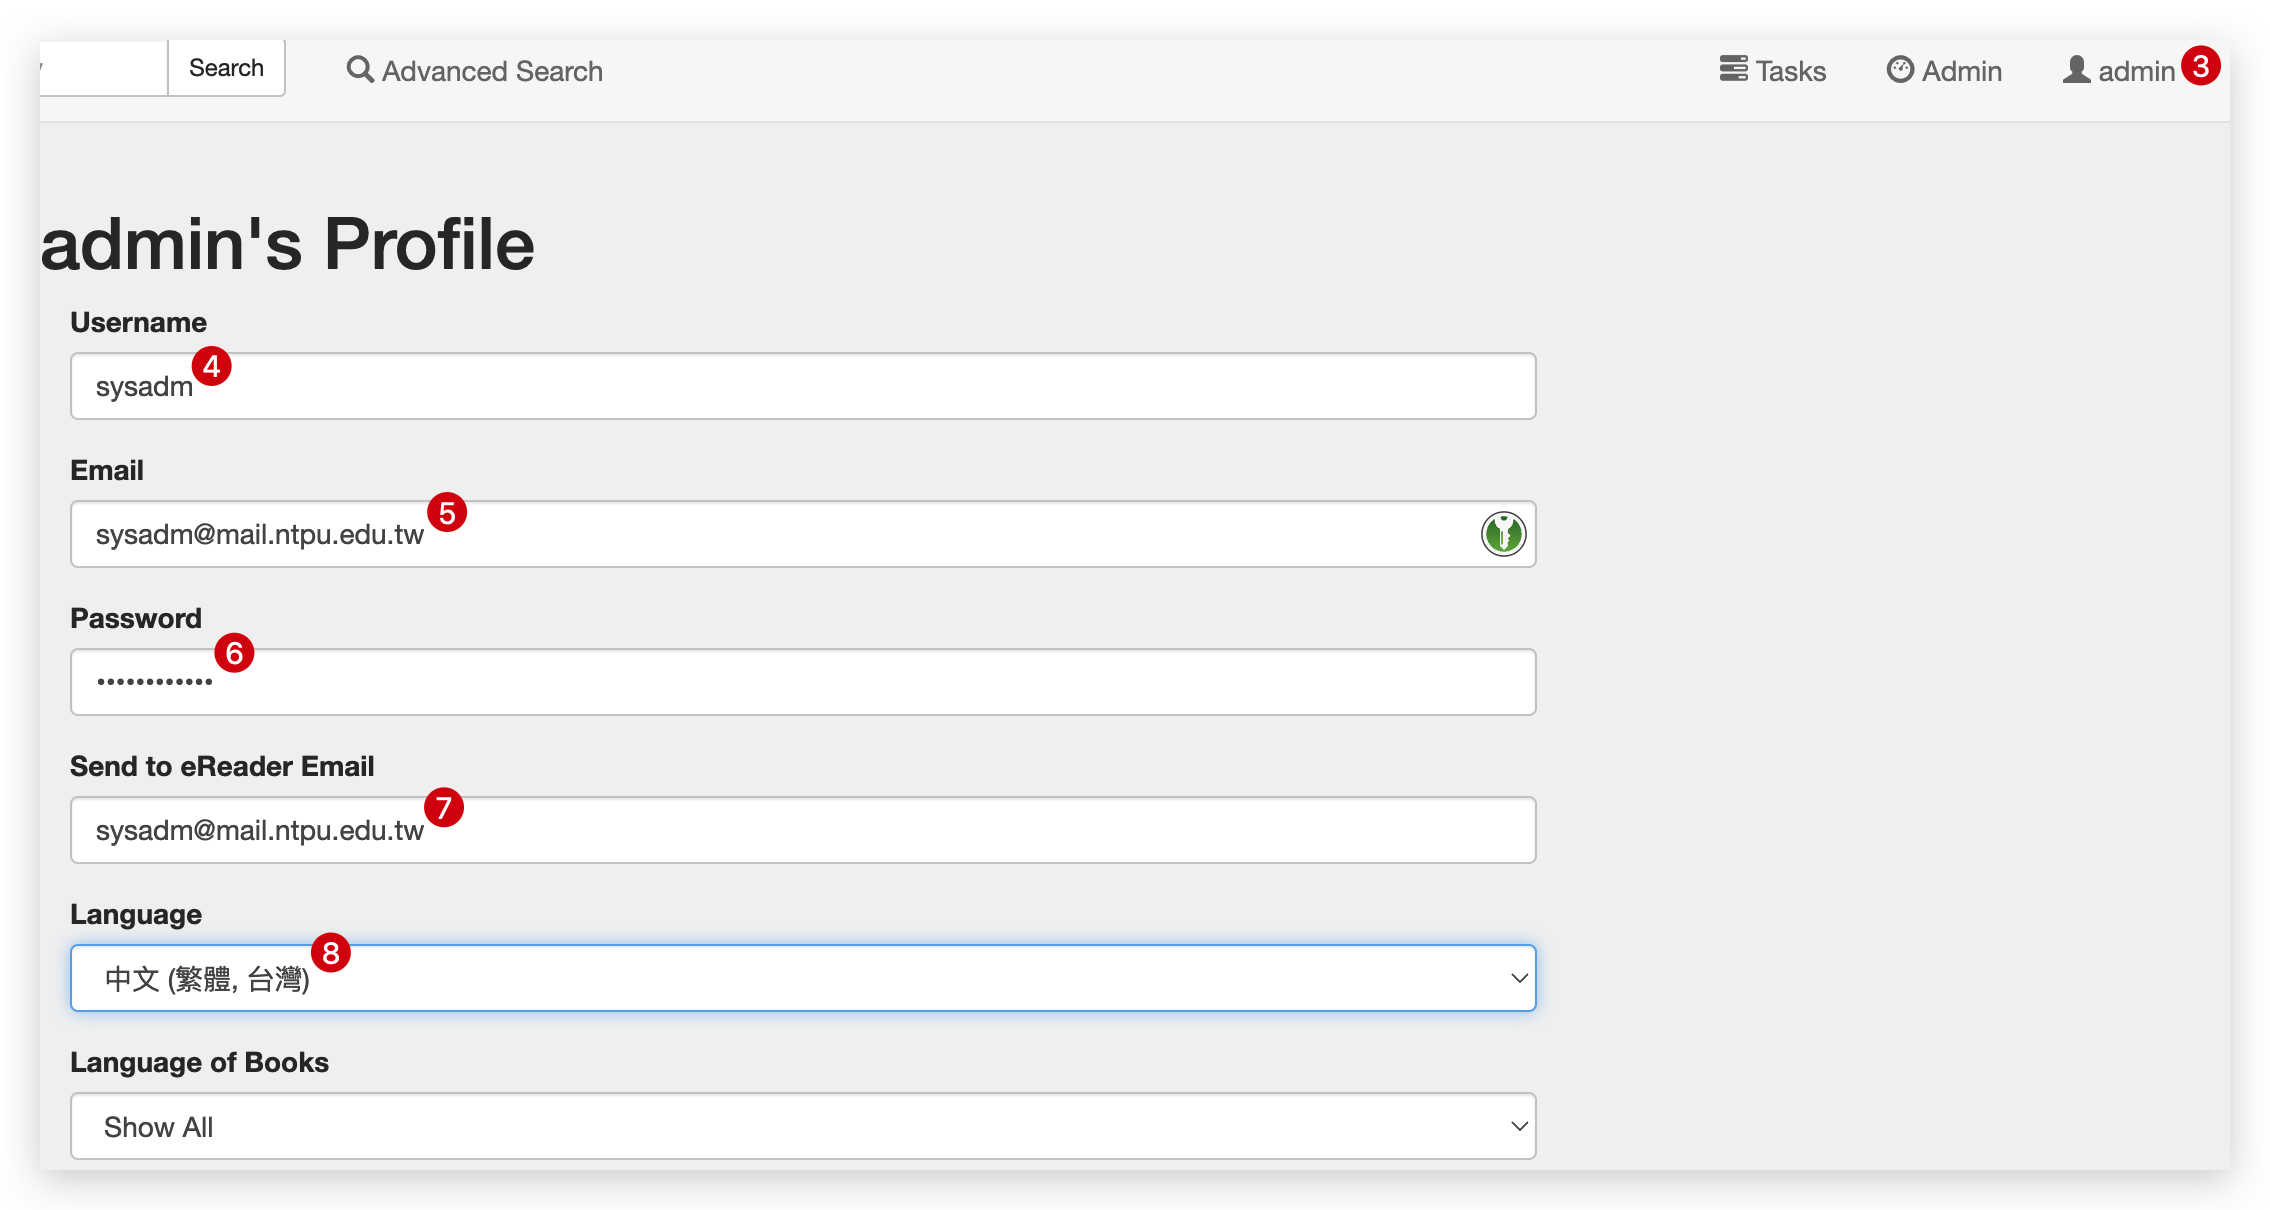 Search
Advanced Search
Tasks
Admin
admin 3
admin's Profile
Username
sysadm 4
Email
sysadm@mail.ntpu.edu.tw 5
Password
•••••••••••• 6
Send to eReader Email
sysadm@mail.ntpu.edu.tw 7
Language
中文 (繁體, 台灣) 8
Language of Books
Show All